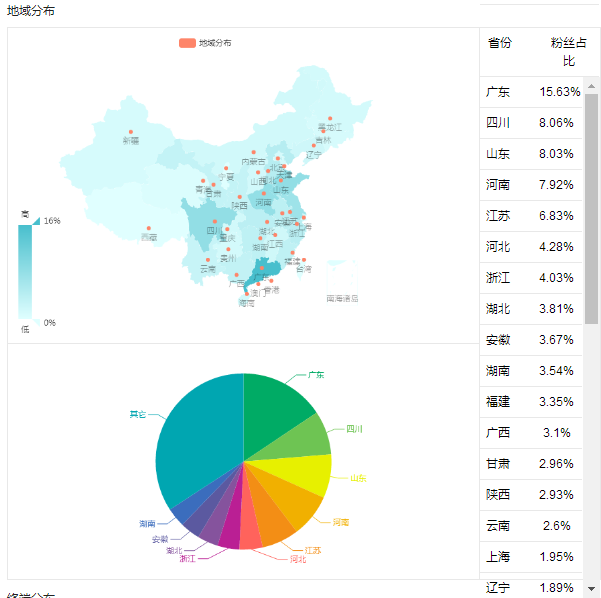 地域分布
地域分布
黑龙江
吉林
新疆
辽宁
内蒙古
北京
天津
宁夏
山西
河北
青海
甘肃
山东
陕西
河南
西藏
四川
重庆
湖北
安徽
江苏
上海
浙江
湖南
江西
贵州
云南
福建
台湾
广西
广东
澳门
香港
海南
南海诸岛
高
16%
0%
低
广东
其它
四川
山东
河南
湖南
安徽
湖北
浙江
江苏
河北
省份 粉丝占
比
广东 15.63%
四川 8.06%
山东 8.03%
河南 7.92%
江苏 6.83%
河北 4.28%
浙江 4.03%
湖北 3.81%
安徽 3.67%
湖南 3.54%
福建 3.35%
广西 3.1%
甘肃 2.96%
陕西 2.93%
云南 2.6%
上海 1.95%
辽宁 1.89%
终端分布